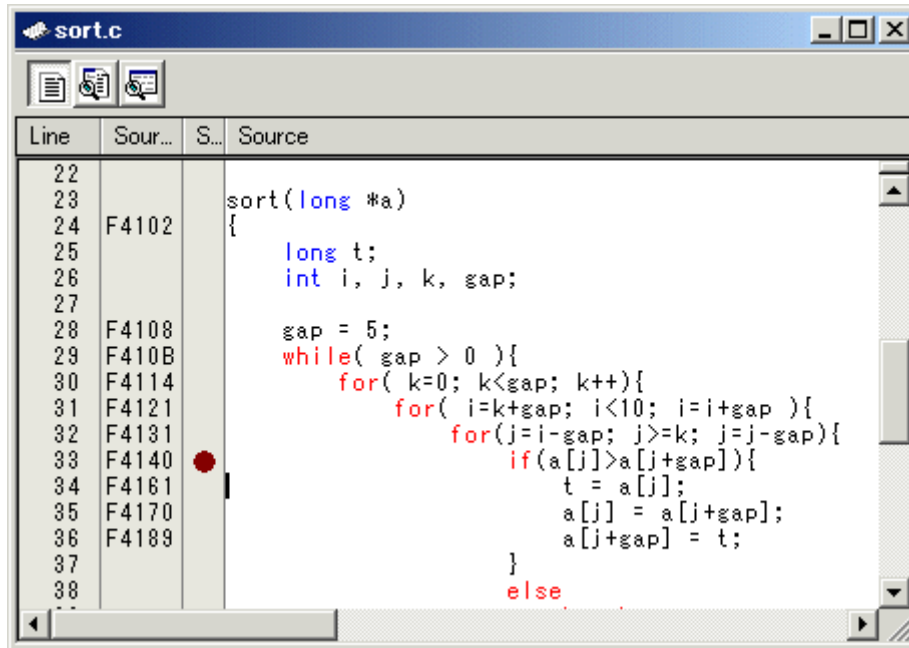 sort.c
Line Sour... S... Source
22
23 sort(long *a)
24 F4102 {
25 long t;
26 int i, j, k, gap;
27
28 F4108 gap = 5;
29 F410B while( gap > 0 ){
30 F4114 for( k=0; k<gap; k++){
31 F4121 for( i=k+gap; i<10; i=i+gap ){
32 F4131 for(j=i-gap; j>=k; j=j-gap){
33 F4140 if(a[j]>a[j+gap]){
34 F4161 t = a[j];
35 F4170 a[j] = a[j+gap];
36 F4189 a[j+gap] = t;
37 }
38 else